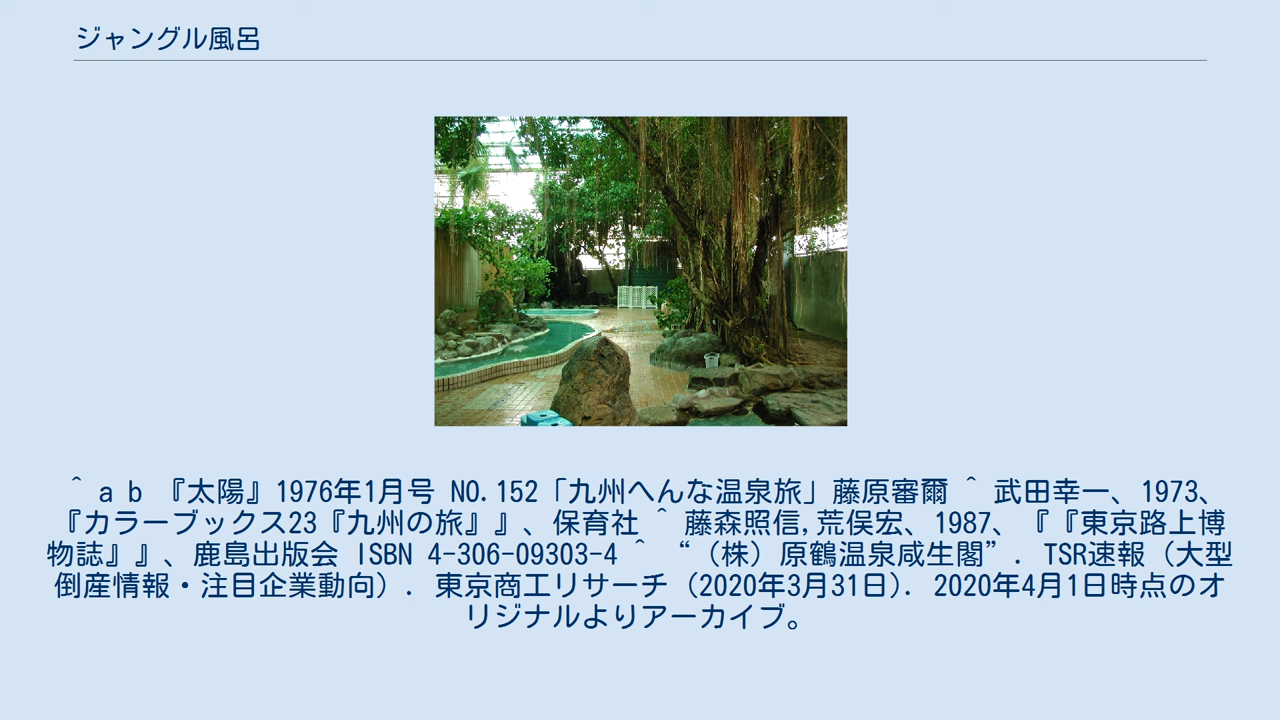 ジャングル風呂
^ a b 『太陽』1976年1月号 NO.152「九州へんな温泉旅」藤原審爾 ^ 武田幸一、1973、
『カラーブックス23『九州の旅』』、保育社 ^ 藤森照信,荒俣宏、1987、『『東京路上博
物誌』』、鹿島出版会 ISBN 4-306-09303-4 ^ “（株）原鶴温泉咸生閣”. TSR速報（大型
倒産情報・注目企業動向）. 東京商工リサーチ（2020年3月31日）. 2020年4月1日時点のオ
リジナルよりアーカイブ。